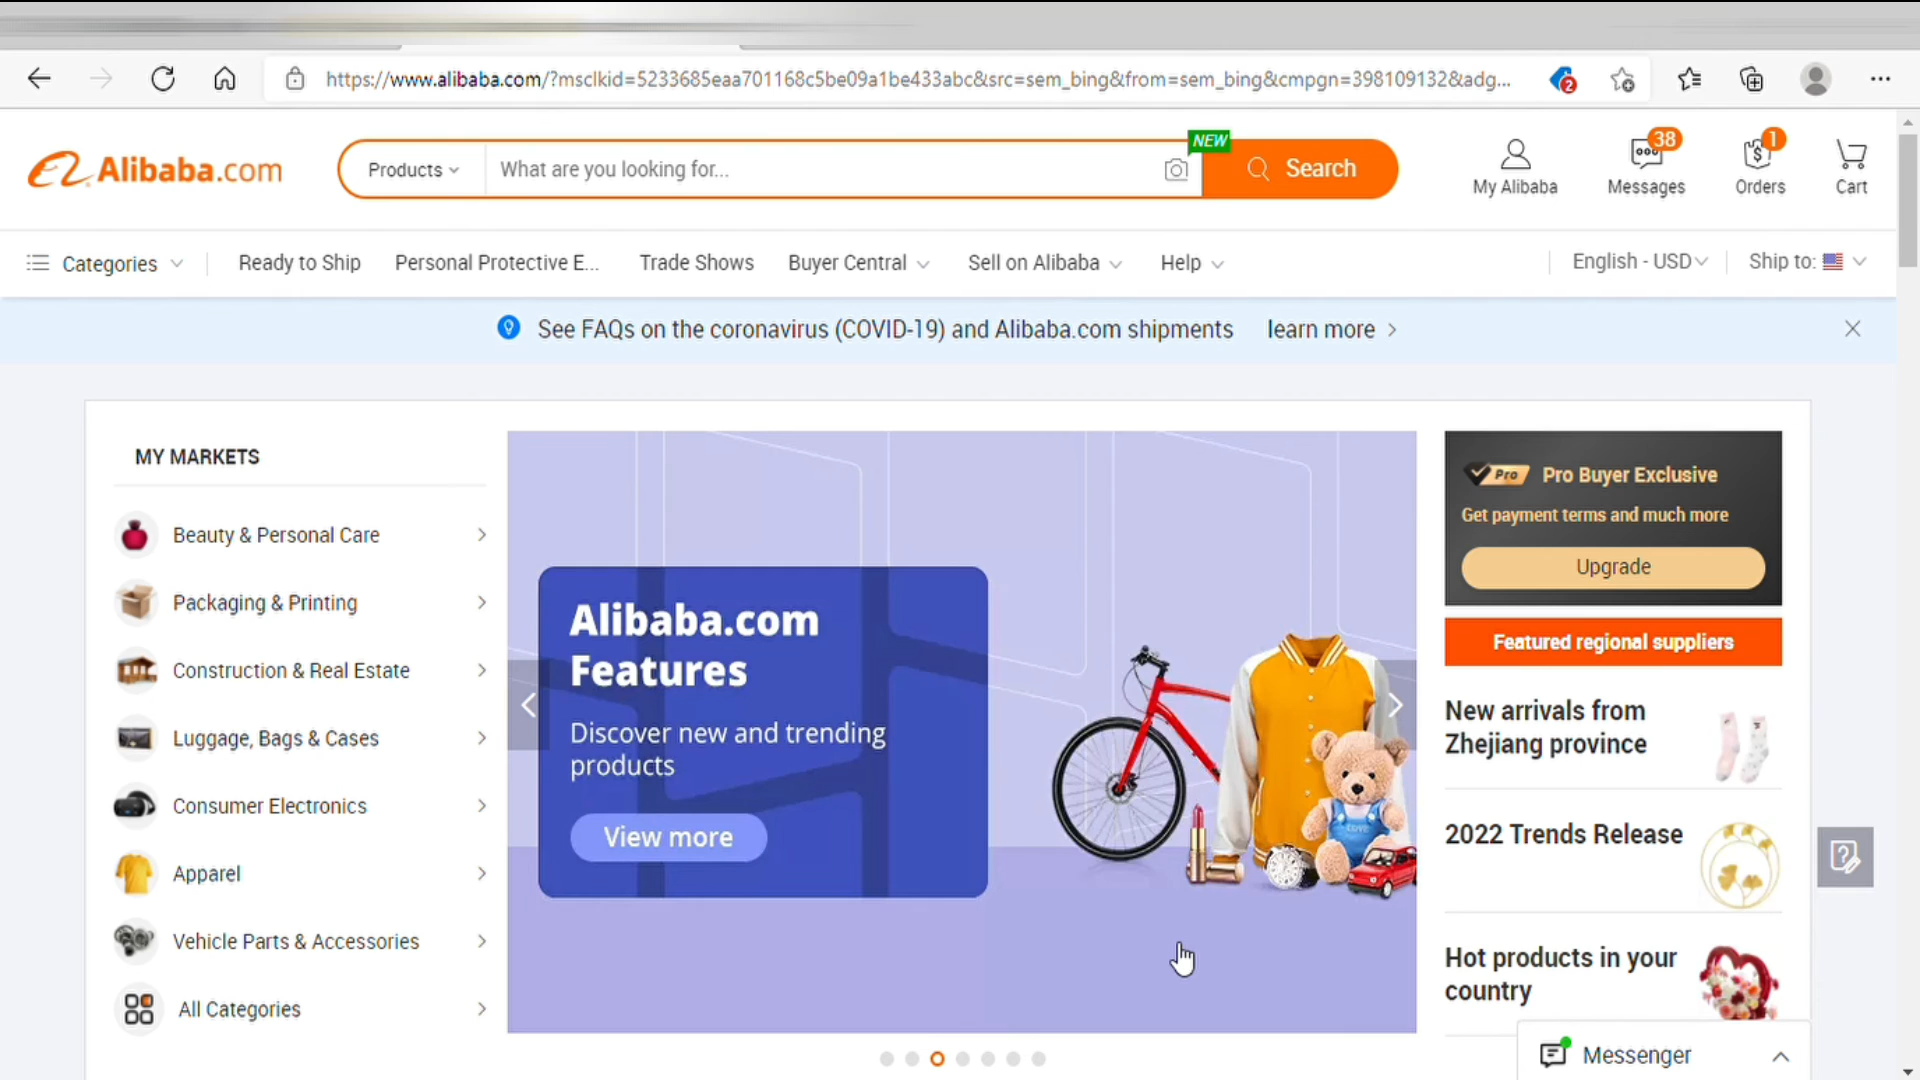 https://www.alibaba.com/?msclkid=5233685eaa701168c5be09a1be433abc&src=sem_bing&from=sem_bing&cmpgn=398109132&adg...
2
Alibaba.com
Products
What are you looking for...
NEW
Search
My Alibaba
38
Messages
1
Orders
Cart
Categories
Ready to Ship
Personal Protective E...
Trade Shows
Buyer Central
Sell on Alibaba
Help
English - USD
Ship to:
See FAQs on the coronavirus (COVID-19) and Alibaba.com shipments
learn more
MY MARKETS
Beauty & Personal Care
Packaging & Printing
Construction & Real Estate
Luggage, Bags & Cases
Consumer Electronics
Apparel
Vehicle Parts & Accessories
All Categories
Alibaba.com
Features
Discover new and trending
products
View more
LOVE
Pro
Pro Buyer Exclusive
Get payment terms and much more
Upgrade
Featured regional suppliers
New arrivals from
Zhejiang province
2022 Trends Release
Hot products in your
country
Messenger